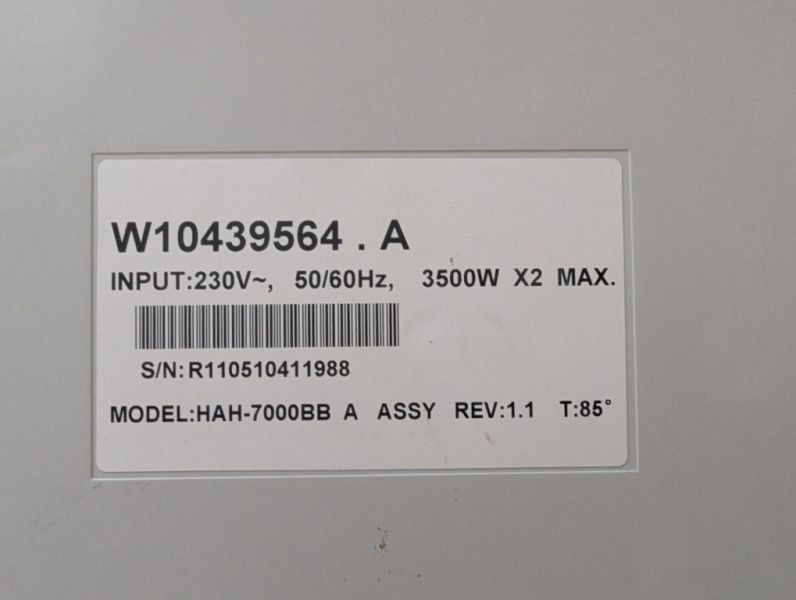 W10439564 . A
INPUT:230V~, 50/60Hz, 3500W X2 MAX.
S/N: R110510411988
MODEL:HAH-7000BB A ASSY REV:1.1 T:85°